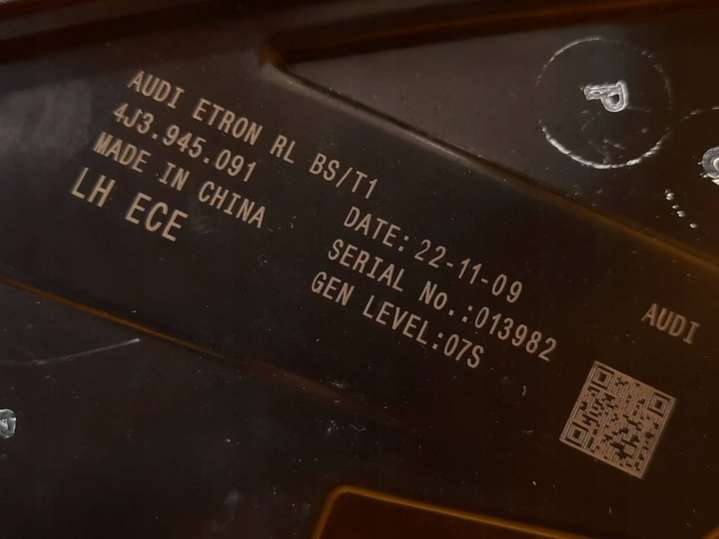 AUDI ETRON RL BS/T1
4J3.945.091
MADE IN CHINA
LH ECE
DATE: 22-11-09
SERIAL No.:013982
GEN LEVEL:07S
AUDI
P